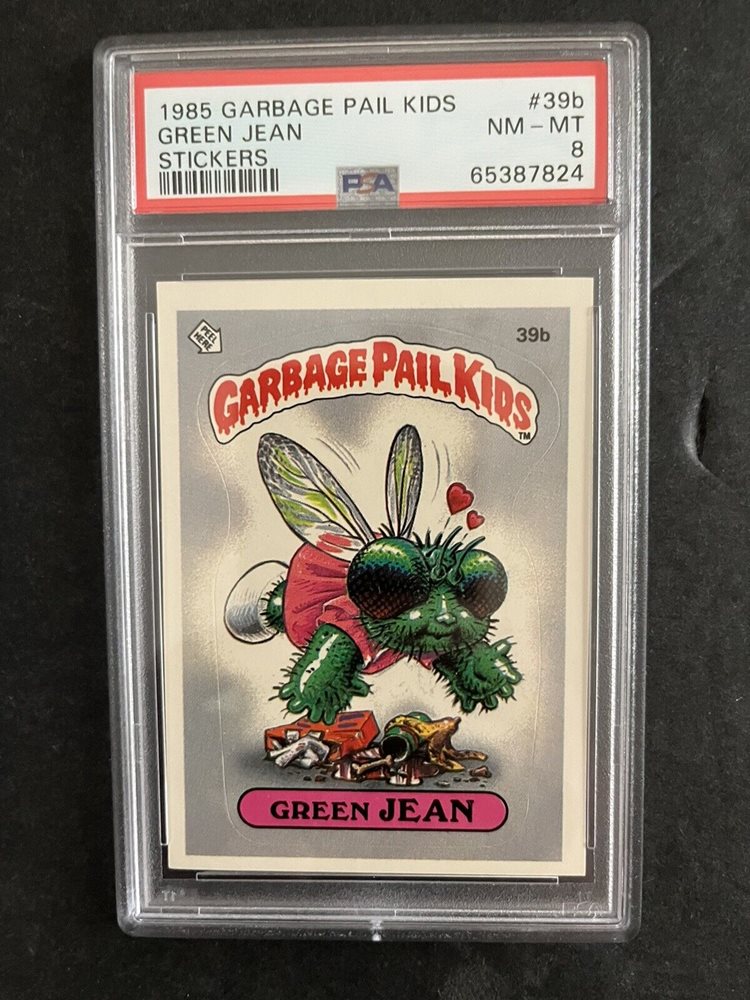 1985 GARBAGE PAIL KIDS #39b
GREEN JEAN NM - MT
STICKERS 8
PSA 65387824
PEEL HERE
39b
GARBAGE PAIL KIDS
TM
GREEN JEAN